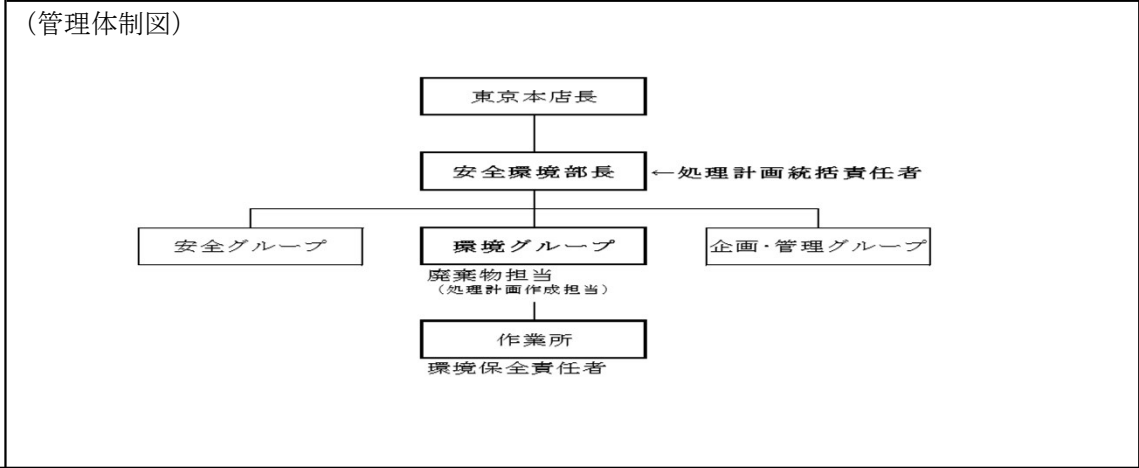 （管理体制図）
東京本店長
安全環境部長 ←処理計画統括責任者
安全グループ 環境グループ 企画・管理グループ
廃棄物担当
（処理計画作成担当）
作業所
環境保全責任者